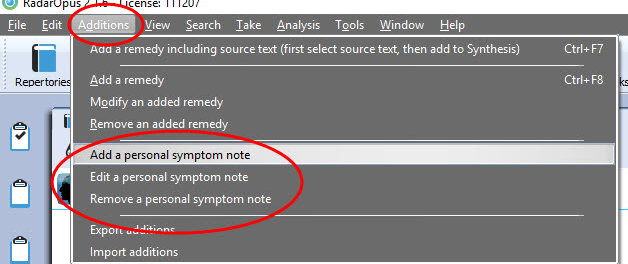 RadarOpus 2.1.6 - License: 111207
File Edit Additions View Search Take Analysis Tools Window Help
Add a remedy including source text (first select source text, then add to Synthesis) Ctrl+F7
Repertories
Add a remedy Ctrl+F8
Modify an added remedy
Remove an added remedy
Add a personal symptom note
Edit a personal symptom note
Remove a personal symptom note
Export additions
Import additions